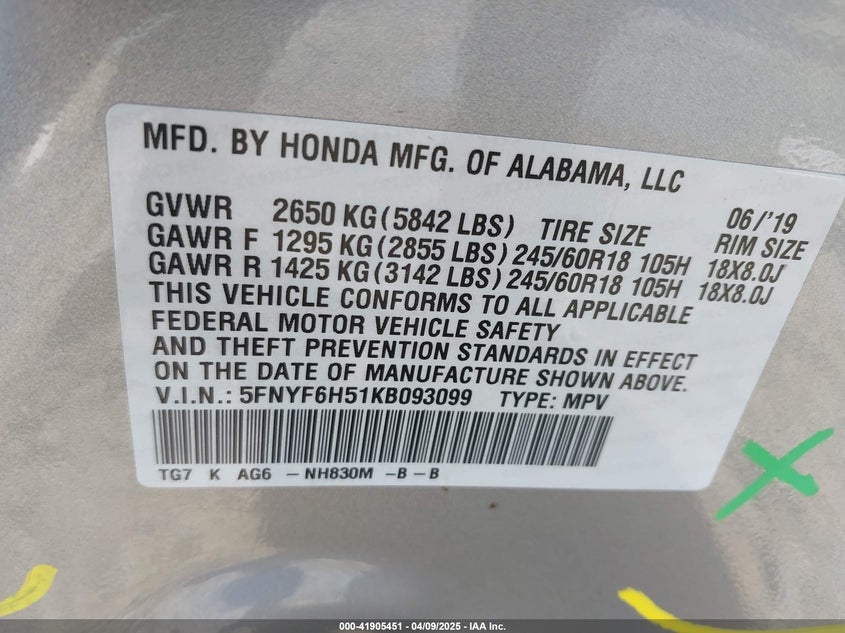 MFD. BY HONDA MFG. OF ALABAMA, LLC
06/'19
GVWR 2650 KG (5842 LBS) TIRE SIZE RIM SIZE
GAWR F 1295 KG (2855 LBS) 245/60R18 105H 18X8.0J
GAWR R 1425 KG (3142 LBS) 245/60R18 105H 18X8.0J
THIS VEHICLE CONFORMS TO ALL APPLICABLE
FEDERAL MOTOR VEHICLE SAFETY
AND THEFT PREVENTION STANDARDS IN EFFECT
ON THE DATE OF MANUFACTURE SHOWN ABOVE.
V.I.N.: 5FNYF6H51KB093099 TYPE: MPV
TG7 K AG6 -NH830M -B-B
000-41905451 - 04/09/2025 - IAA Inc.